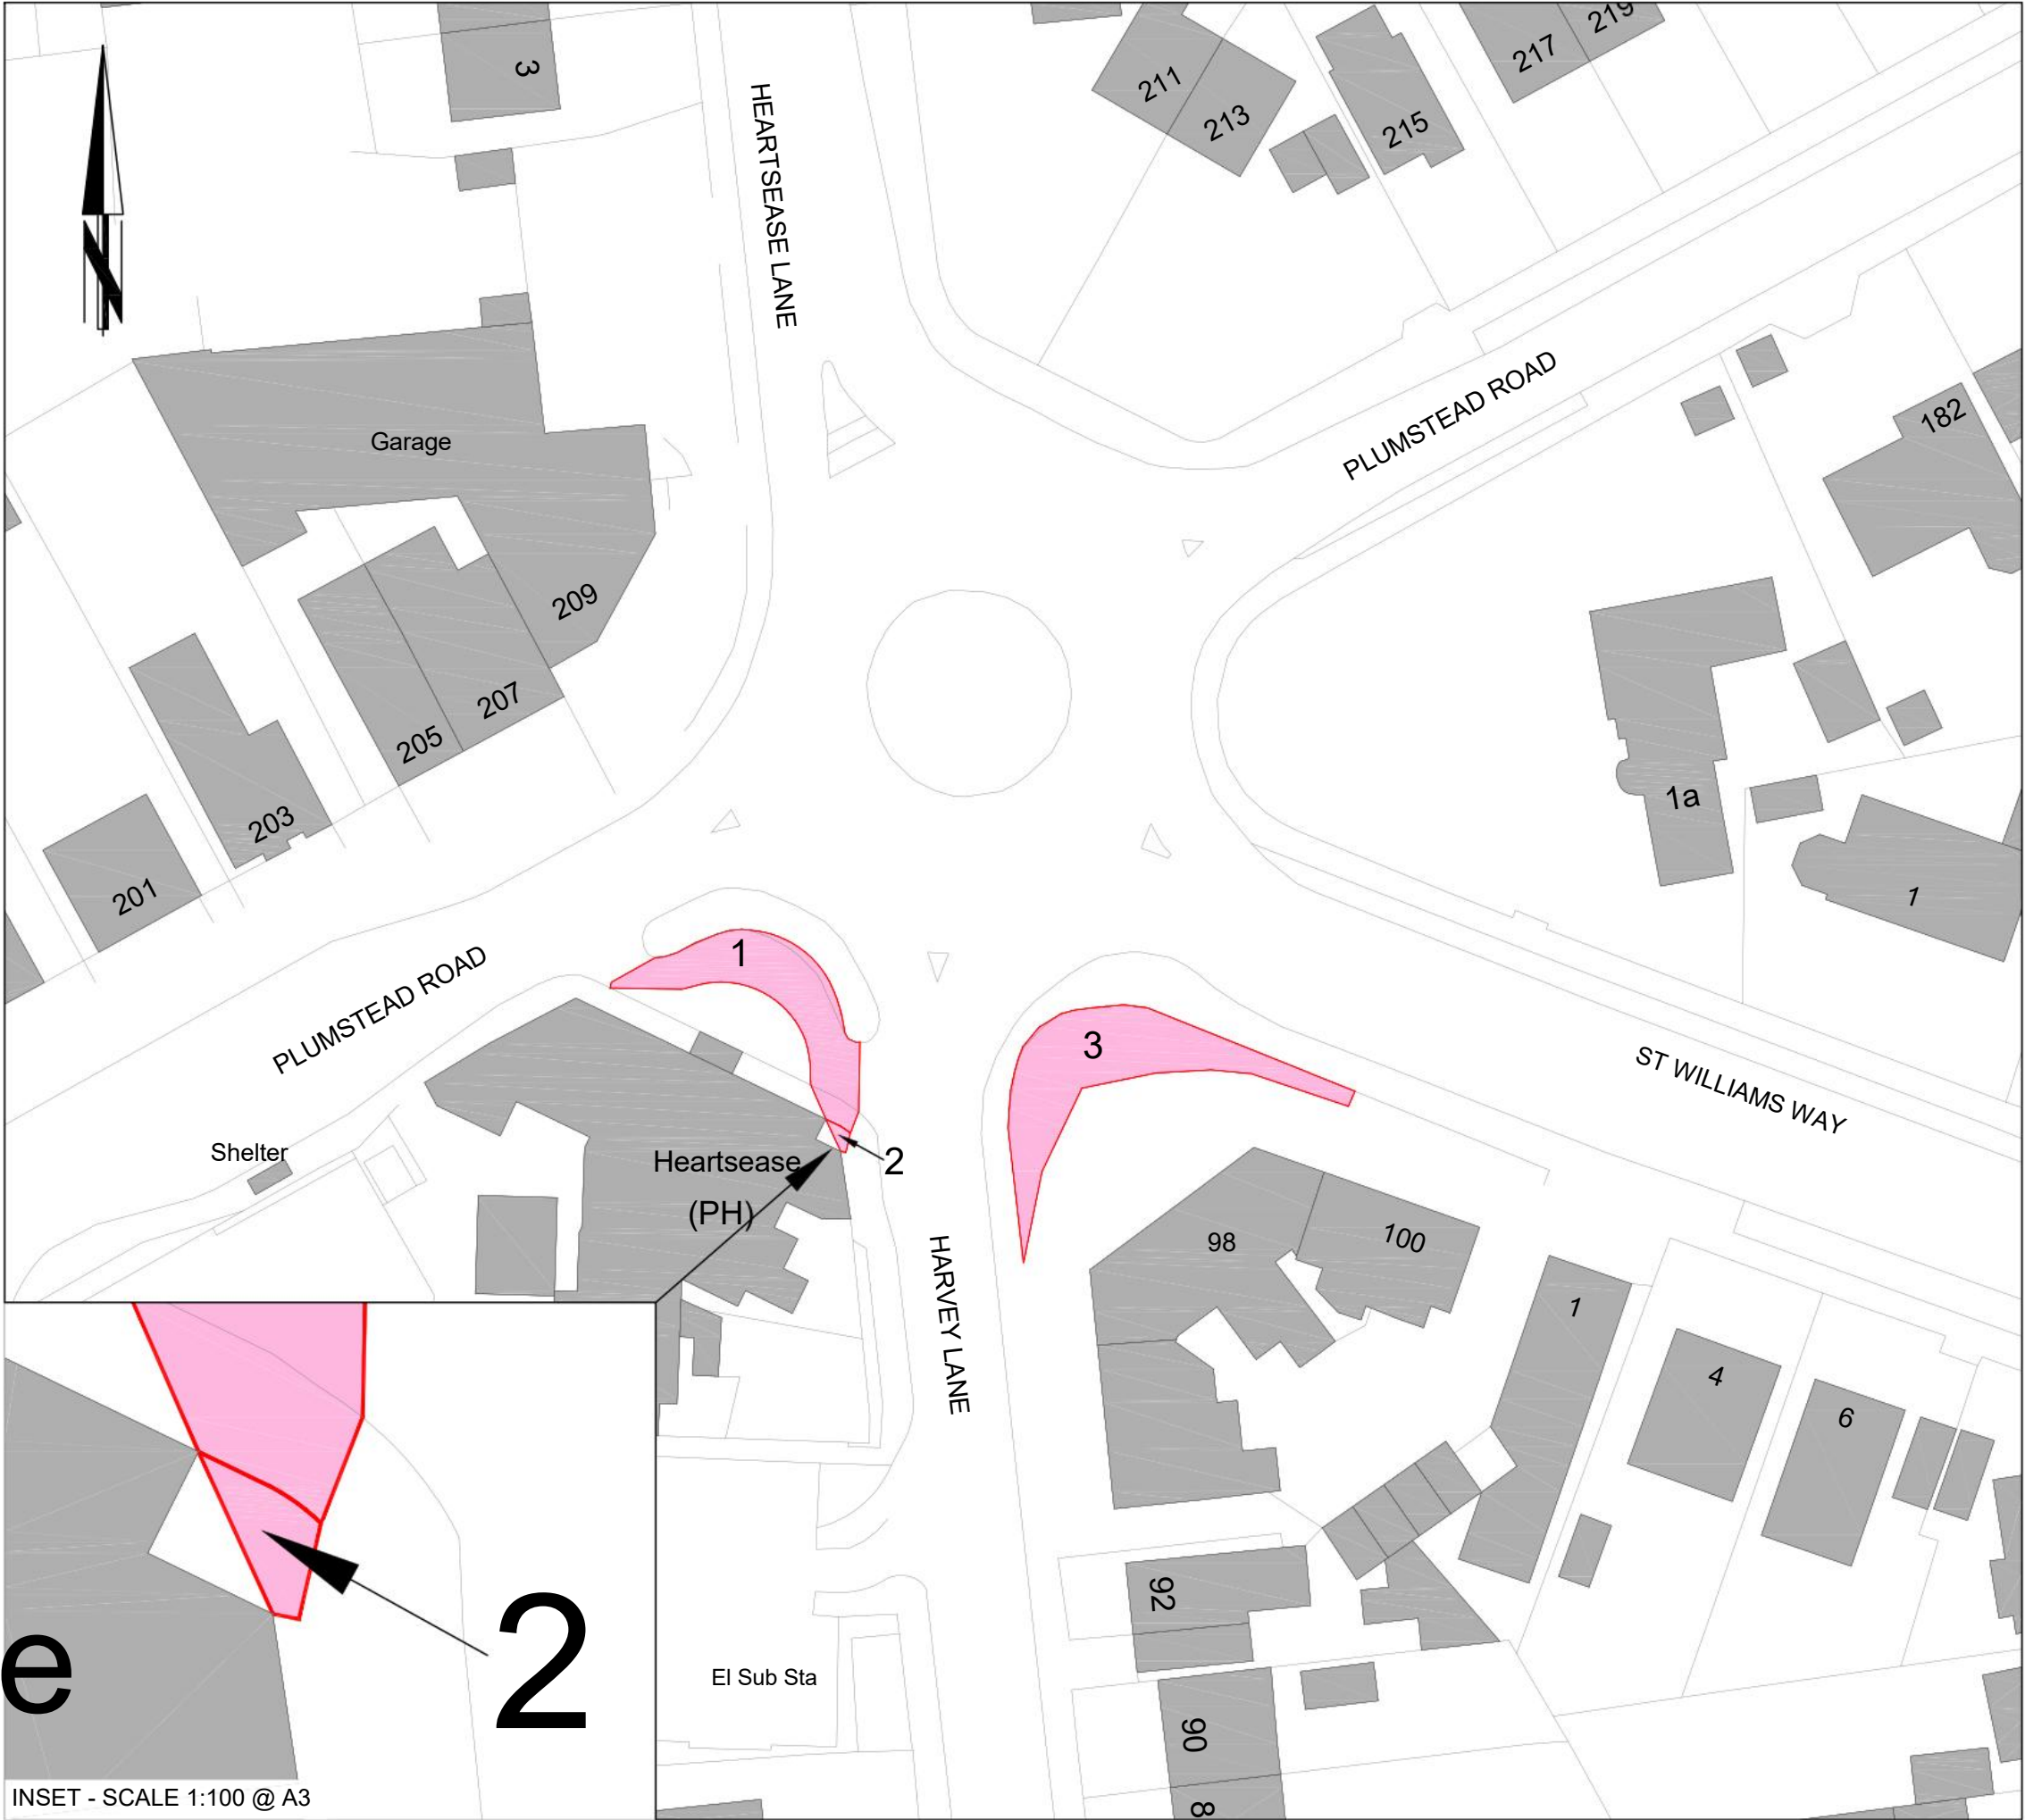 3
211
213
215
217
219
HEARTSEASE LANE
N
Garage
PLUMSTEAD ROAD
182
209
207
205
203
201
1a
1
1
PLUMSTEAD ROAD
3
ST WILLIAMS WAY
Shelter
Heartsease
(PH)
2
98
100
HARVEY LANE
1
4
6
92
El Sub Sta
90
8
e
2
INSET - SCALE 1:100 @ A3